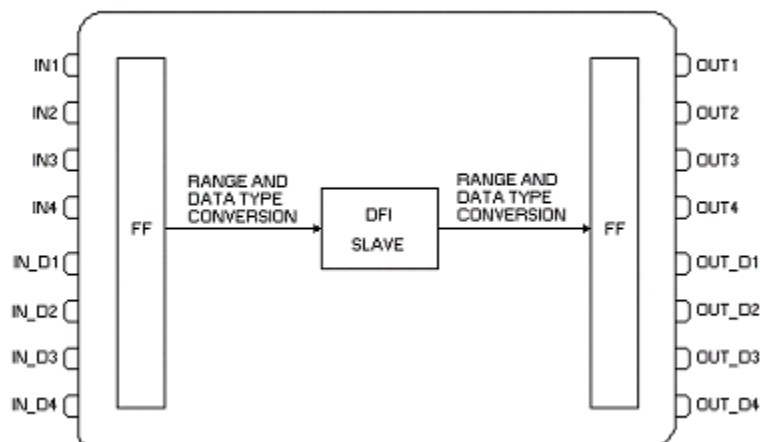 IN1
IN2
IN3
IN4
IN_D1
IN_D2
IN_D3
IN_D4
FF
RANGE AND
DATA TYPE
CONVERSION
DFI
SLAVE
RANGE AND
DATA TYPE
CONVERSION
FF
OUT1
OUT2
OUT3
OUT4
OUT_D1
OUT_D2
OUT_D3
OUT_D4